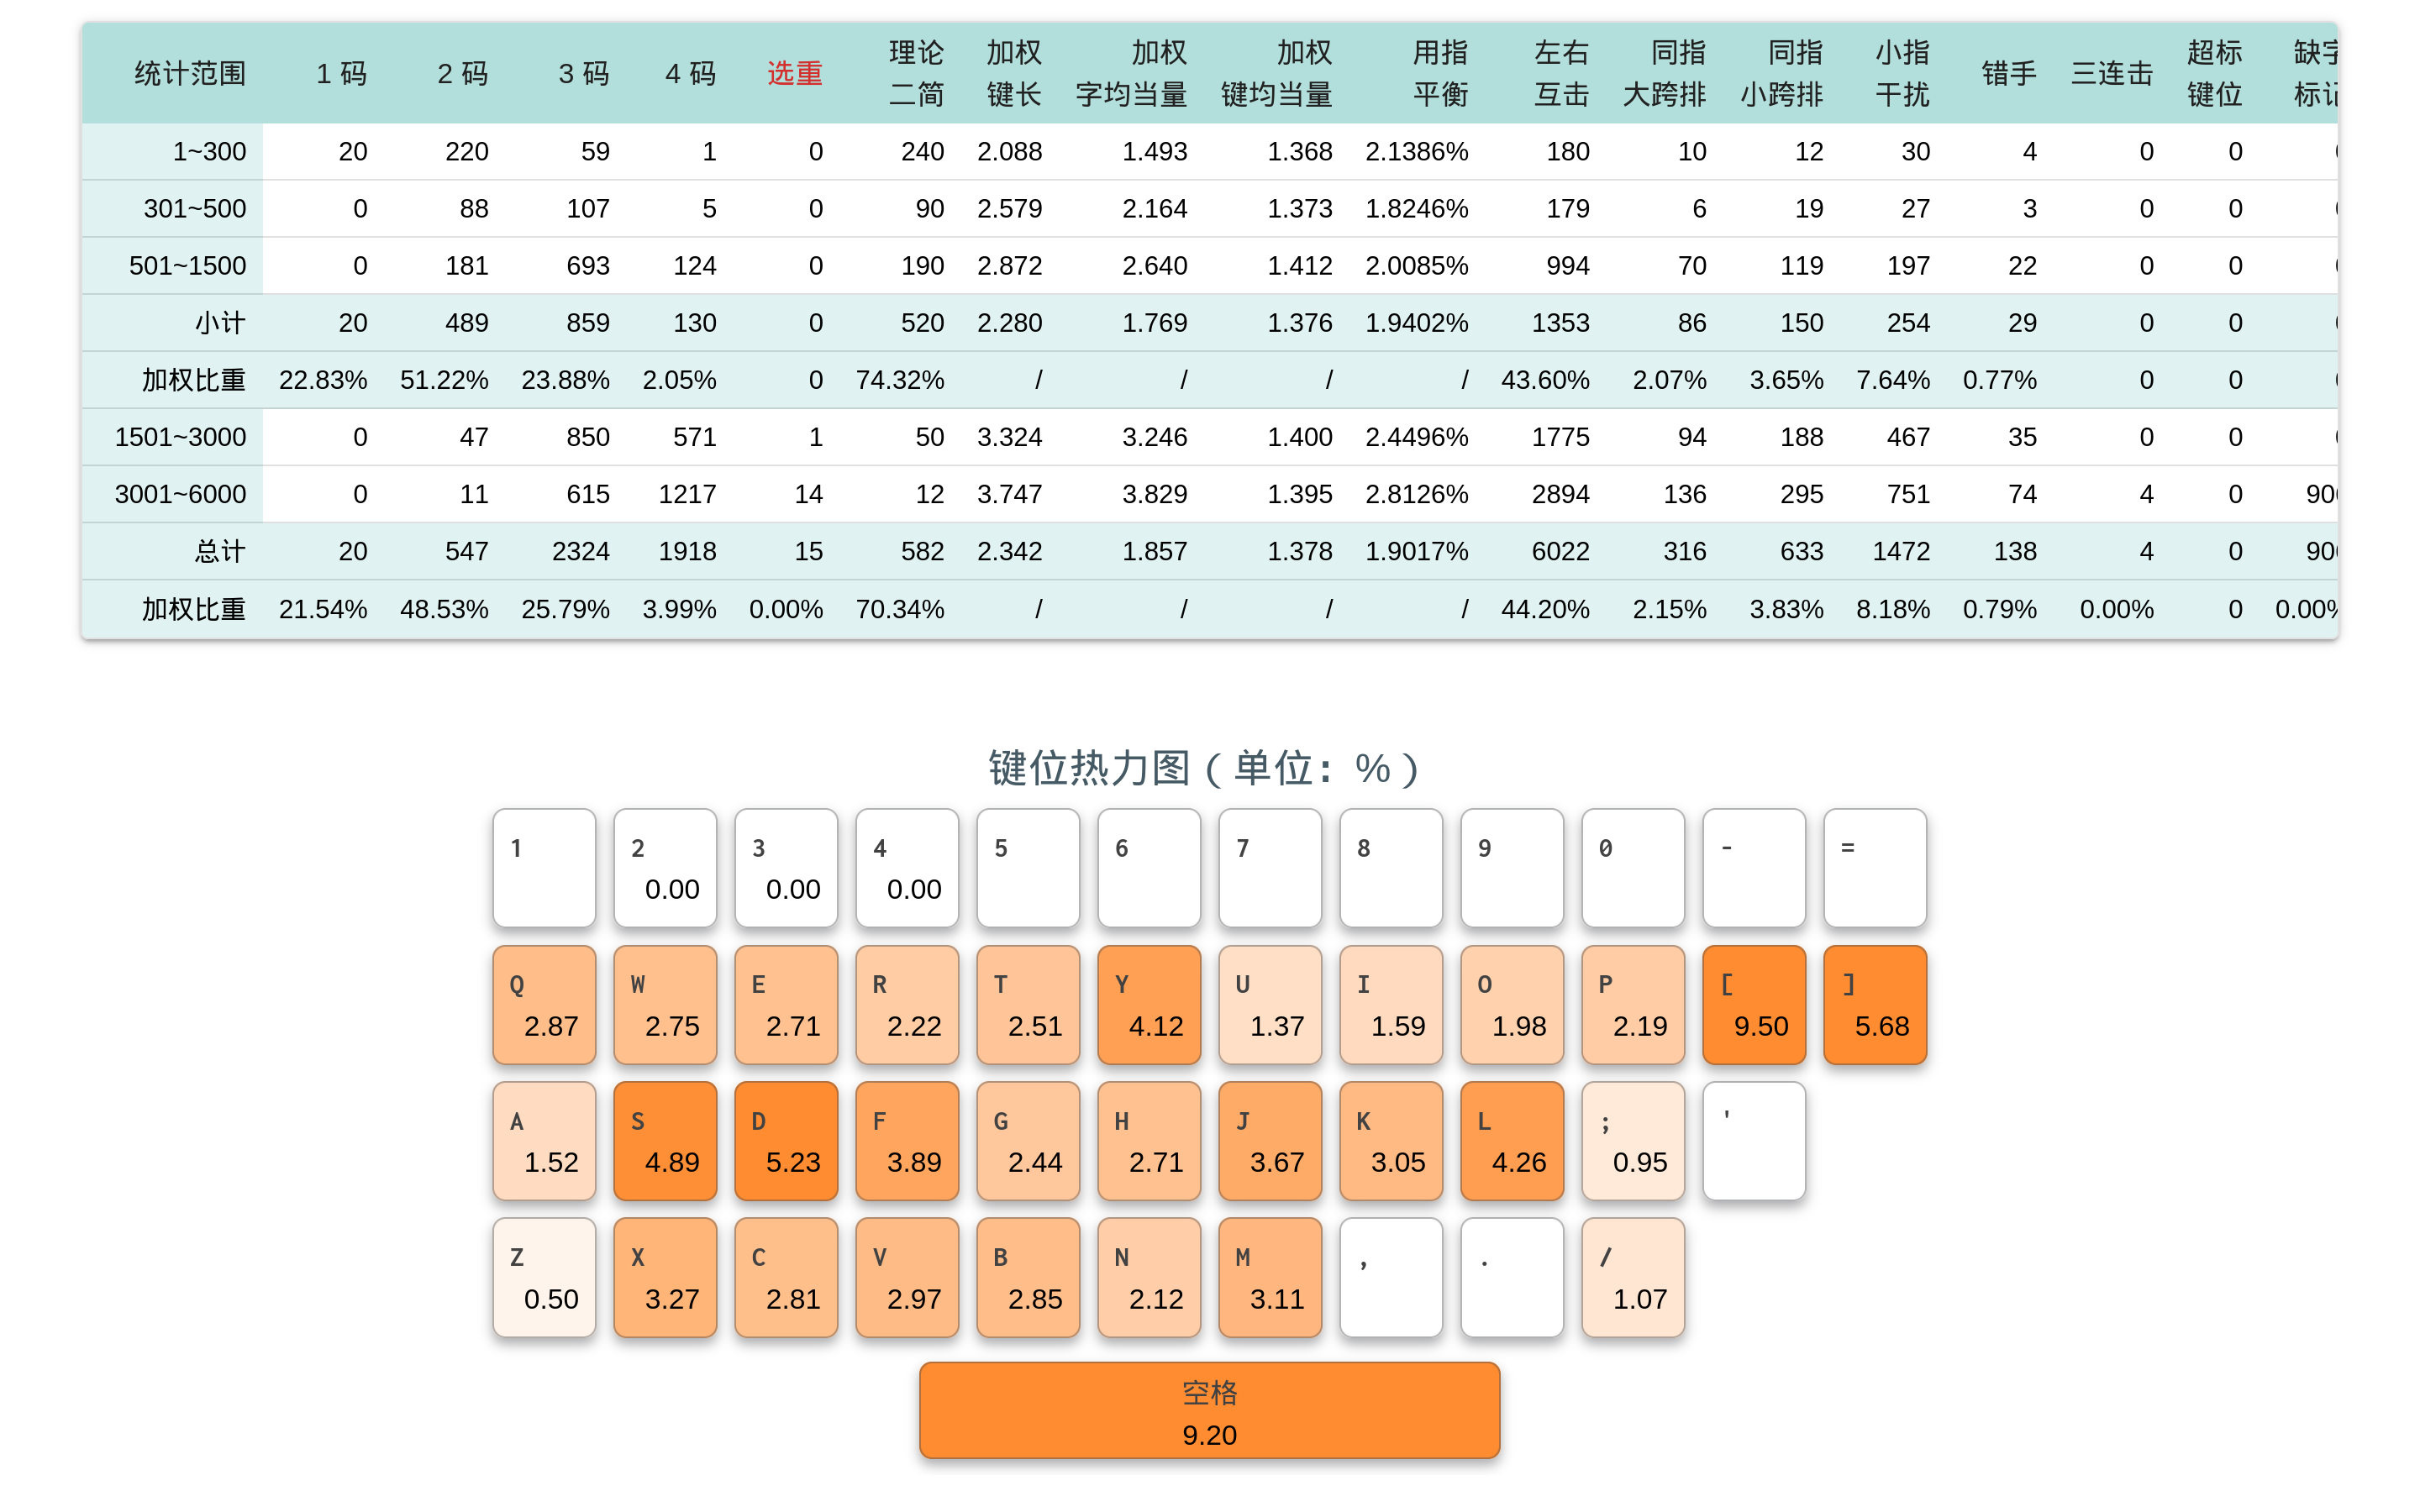 统计范围 1 码 2 码 3 码 4 码 选重 理论二简 加权键长 加权字均当量 加权键均当量 用指平衡 左右互击 同指大跨排 同指小跨排 小指干扰 错手 三连击 超标键位 缺字标记
1~300 20 220 59 1 0 240 2.088 1.493 1.368 2.1386% 180 10 12 30 4 0 0
301~500 0 88 107 5 0 90 2.579 2.164 1.373 1.8246% 179 6 19 27 3 0 0
501~1500 0 181 693 124 0 190 2.872 2.640 1.412 2.0085% 994 70 119 197 22 0 0
小计 20 489 859 130 0 520 2.280 1.769 1.376 1.9402% 1353 86 150 254 29 0 0
加权比重 22.83% 51.22% 23.88% 2.05% 0 74.32% / / / / 43.60% 2.07% 3.65% 7.64% 0.77% 0 0
1501~3000 0 47 850 571 1 50 3.324 3.246 1.400 2.4496% 1775 94 188 467 35 0 0
3001~6000 0 11 615 1217 14 12 3.747 3.829 1.395 2.8126% 2894 136 295 751 74 4 0
总计 20 547 2324 1918 15 582 2.342 1.857 1.378 1.9017% 6022 316 633 1472 138 4 0
加权比重 21.54% 48.53% 25.79% 3.99% 0.00% 70.34% / / / / 44.20% 2.15% 3.83% 8.18% 0.79% 0.00% 0 0.00%
键位热力图（单位：%）
1 2 3 4 5 6 7 8 9 0 - =
0.00 0.00 0.00
Q W E R T Y U I O P [ ]
2.87 2.75 2.71 2.22 2.51 4.12 1.37 1.59 1.98 2.19 9.50 5.68
A S D F G H J K L ; '
1.52 4.89 5.23 3.89 2.44 2.71 3.67 3.05 4.26 0.95
Z X C V B N M , . /
0.50 3.27 2.81 2.97 2.85 2.12 3.11 1.07
空格
9.20